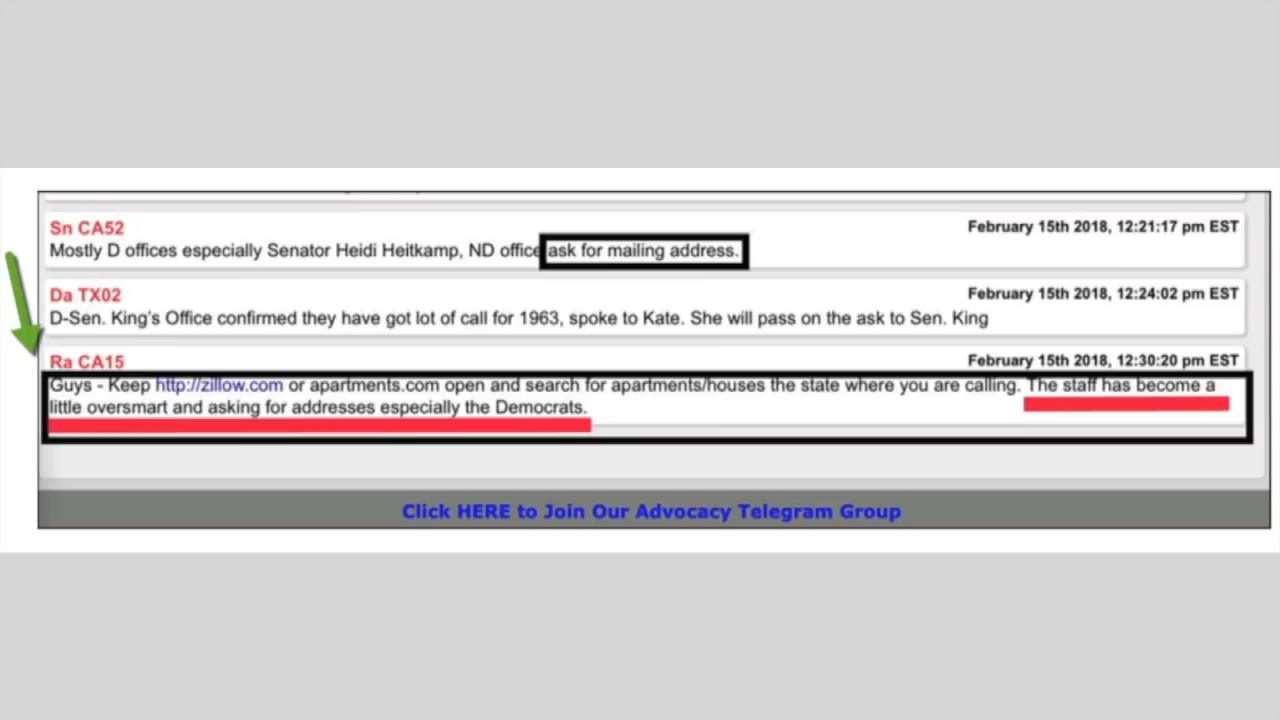 Sn CA52
February 15th 2018, 12:21:17 pm EST
Mostly D offices especially Senator Heidi Heitkamp, ND office ask for mailing address.
Da TX02
February 15th 2018, 12:24:02 pm EST
D-Sen. King's Office confirmed they have got lot of call for 1963, spoke to Kate. She will pass on the ask to Sen. King
Ra CA15
February 15th 2018, 12:30:20 pm EST
Guys - Keep http://zillow.com or apartments.com open and search for apartments/houses the state where you are calling. The staff has become a
little oversmart and asking for addresses especially the Democrats.
Click HERE to Join Our Advocacy Telegram Group